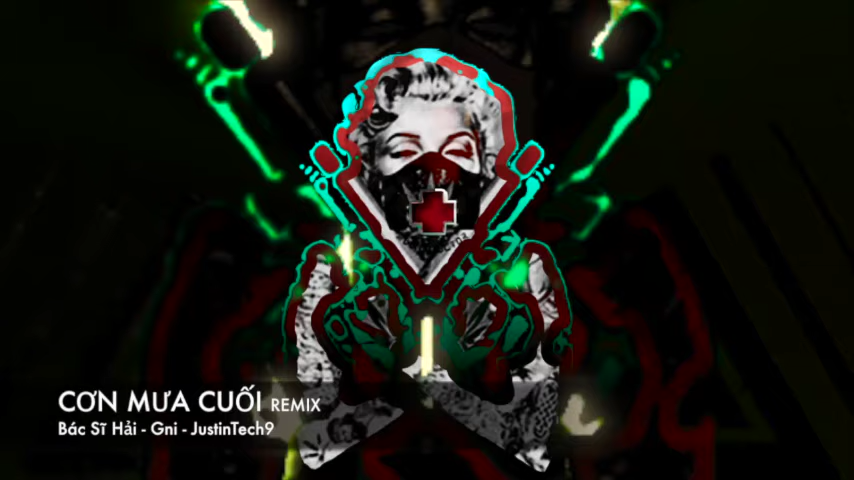 CƠN MƯA CUỐI REMIX
Bác Sĩ Hải - Gni - JustinTech9